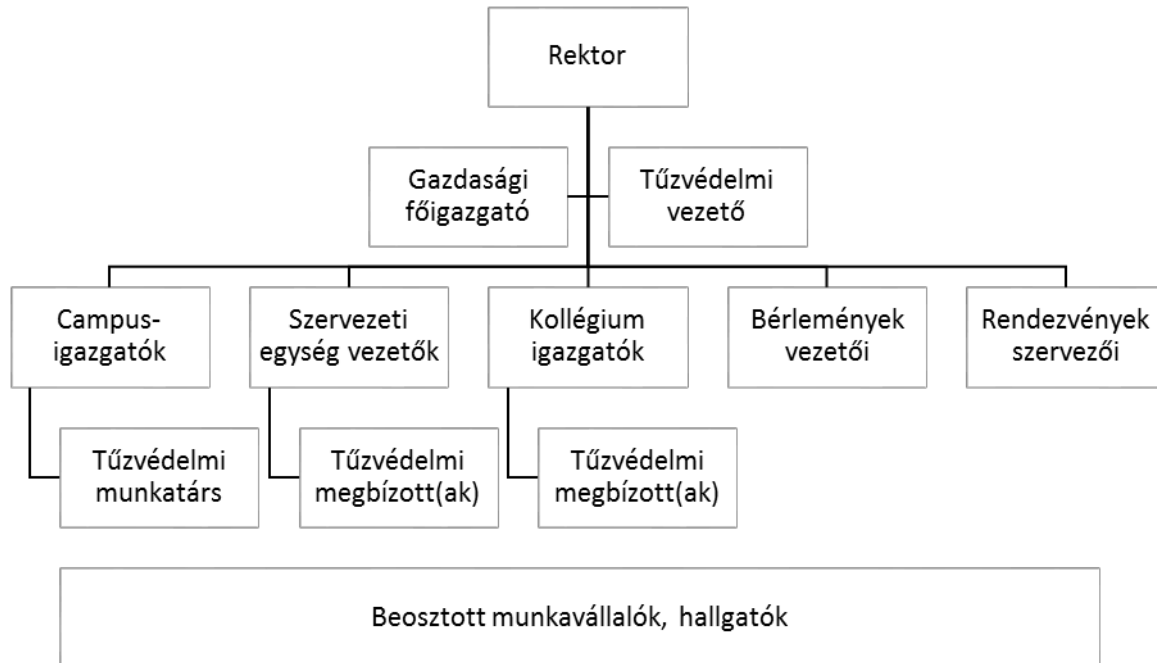 Rektor
Gazdasági
főigazgató
Tűzvédelmi
vezető
Campus-
igazgatók
Szervezeti
egység vezetők
Kollégium
igazgatók
Bérlemények
vezetői
Rendezvények
szervezői
Tűzvédelmi
munkatárs
Tűzvédelmi
megbízott(ak)
Tűzvédelmi
megbízott(ak)
Beosztott munkavállalók, hallgatók